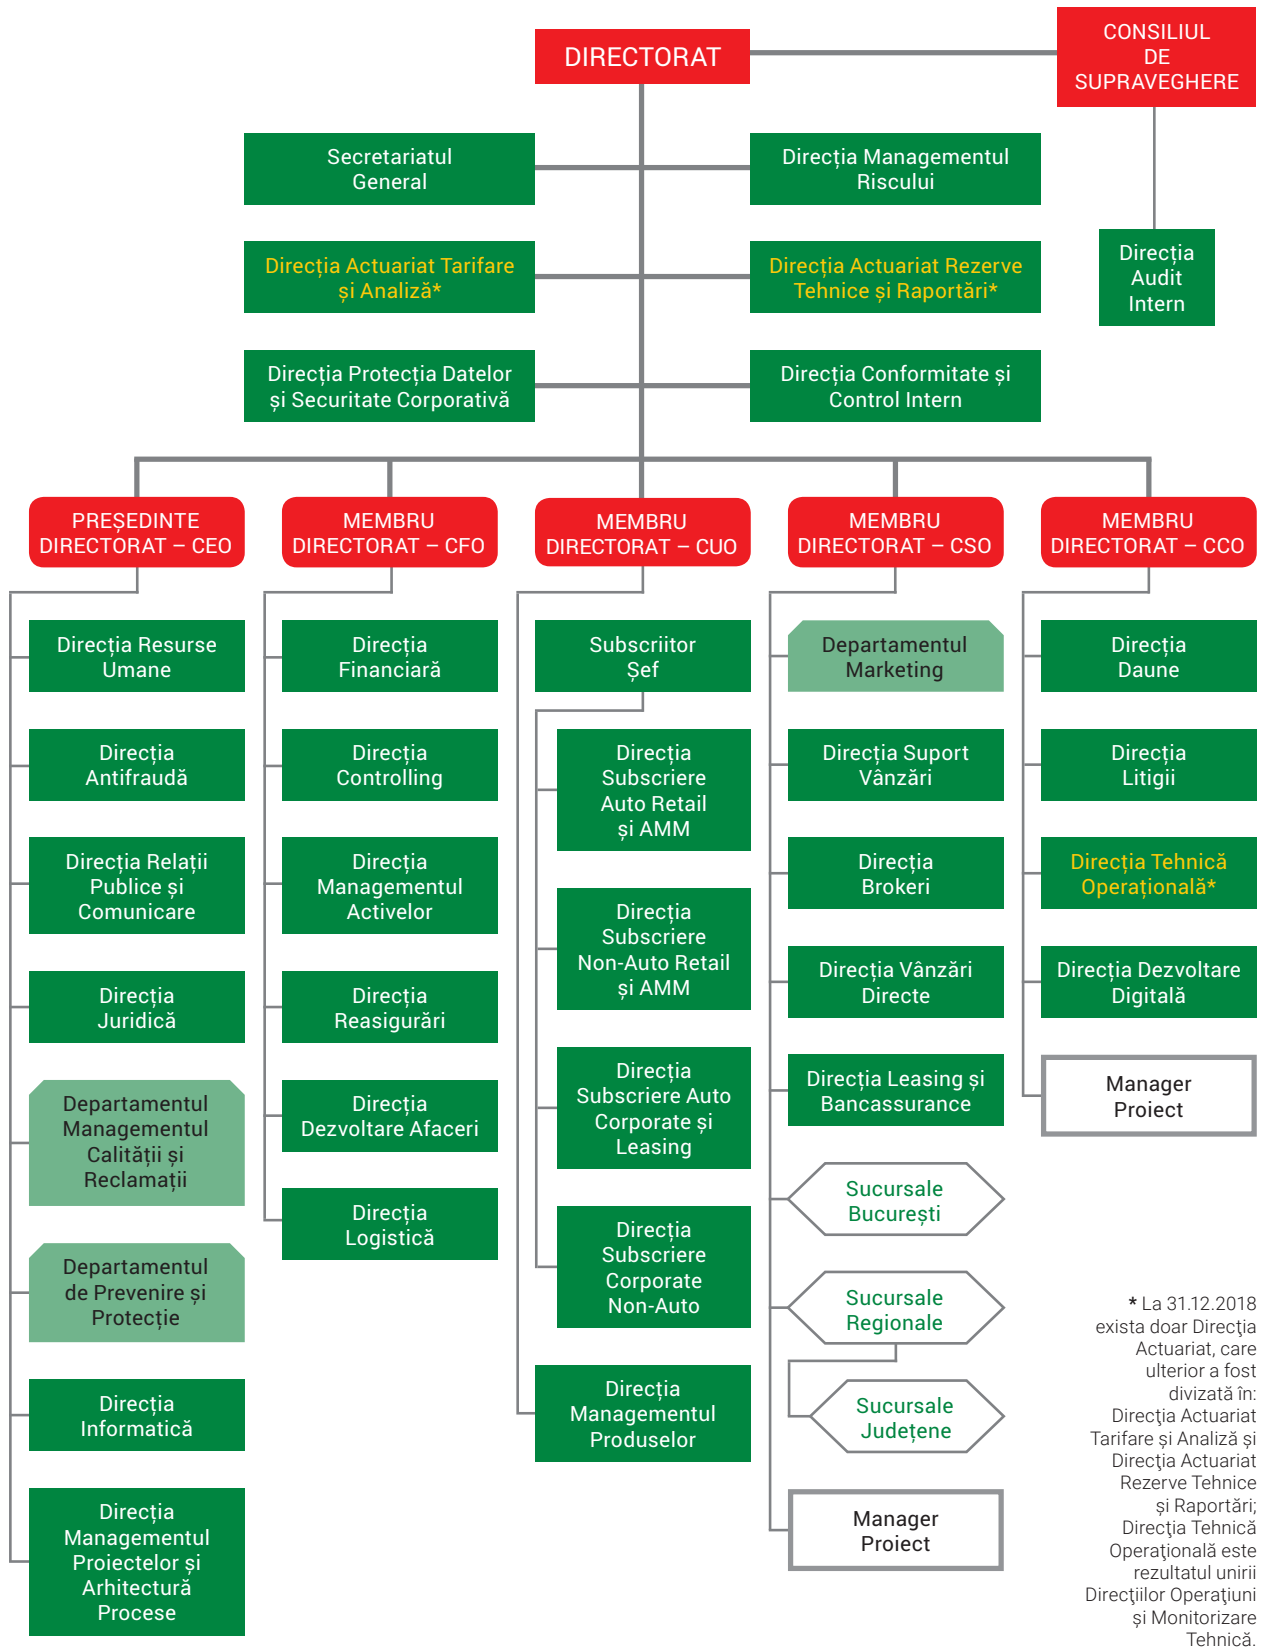 DIRECTORAT
CONSILIUL
DE
SUPRAVEGHERE
Secretariatul
General
Direcția Managementul
Riscului
Direcția Actuariat Tarifare
și Analiză*
Direcția Actuariat Rezerve
Tehnice și Raportări*
Direcția
Audit
Intern
Direcția Protecția Datelor
și Securitate Corporativă
Direcția Conformitate și
Control Intern
PREȘEDINTE
DIRECTORAT – CEO
Direcția Resurse
Umane
Direcția
Antifraudă
Direcția Relații
Publice și
Comunicare
Direcția
Juridică
Departamentul
Managementul
Calității și
Reclamații
Departamentul
de Prevenire și
Protecție
Direcția
Informatică
Direcția
Managementul
Proiectelor și
Arhitectură
Procese
MEMBRU
DIRECTORAT – CFO
Direcția
Financiară
Direcția
Controlling
Direcția
Managementul
Activelor
Direcția
Reasigurări
Direcția
Dezvoltare Afaceri
Direcția
Logistică
MEMBRU
DIRECTORAT – CUO
Subscriitor
Șef
Direcția
Subscriere
Auto Retail
și AMM
Direcția
Subscriere
Non-Auto Retail
și AMM
Direcția
Subscriere Auto
Corporate și
Leasing
Direcția
Subscriere
Corporate
Non-Auto
Direcția
Managementul
Produselor
MEMBRU
DIRECTORAT – CSO
Departamentul
Marketing
Direcția Suport
Vânzări
Direcția
Brokeri
Direcția Vânzări
Directe
Direcția Leasing și
Bancassurance
Sucursale
București
Sucursale
Regionale
Sucursale
Județene
Manager
Proiect
MEMBRU
DIRECTORAT – CCO
Direcția
Daune
Direcția
Litigii
Direcția Tehnică
Operațională*
Direcția Dezvoltare
Digitală
Manager
Proiect
* La 31.12.2018
exista doar Direcţia
Actuariat, care
ulterior a fost
divizată în:
Direcţia Actuariat
Tarifare și Analiză și
Direcţia Actuariat
Rezerve Tehnice
și Raportări;
Direcţia Tehnică
Operaţională este
rezultatul unirii
Direcţiilor Operaţiuni
și Monitorizare
Tehnică.